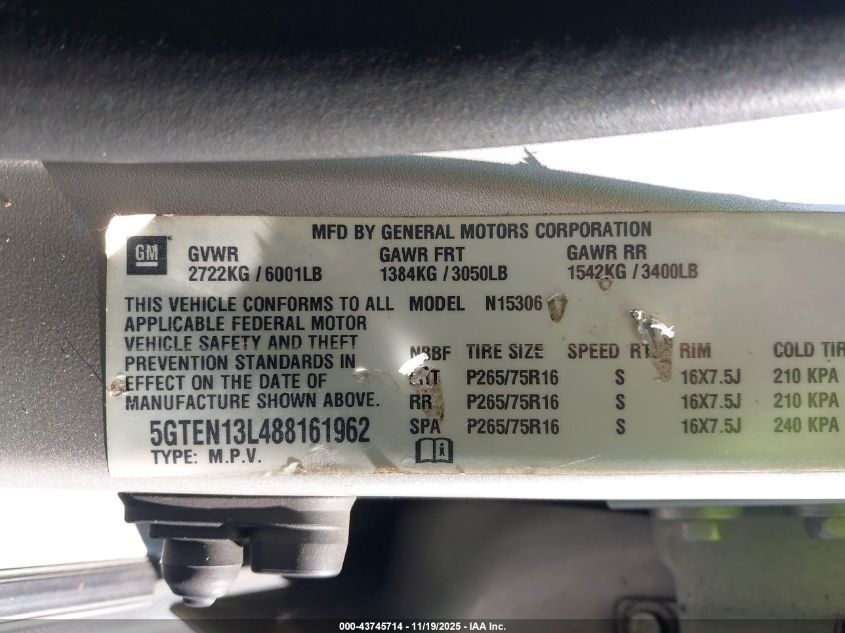 MFD BY GENERAL MOTORS CORPORATION
GM
GVWR GAWR FRT GAWR RR
2722KG / 6001LB 1384KG / 3050LB 1542KG / 3400LB
THIS VEHICLE CONFORMS TO ALL
APPLICABLE FEDERAL MOTOR
VEHICLE SAFETY AND THEFT
PREVENTION STANDARDS IN
EFFECT ON THE DATE OF
MANUFACTURE SHOWN ABOVE.
5GTEN13L488161962
TYPE: M.P.V.
MODEL N15306
TIRE SIZE SPEED RIM COLD TIR
P265/75R16 S 16X7.5J 210 KPA
RR P265/75R16 S 16X7.5J 210 KPA
SPA P265/75R16 S 16X7.5J 240 KPA
000-43745714 - 11/19/2025 - IAA Inc.